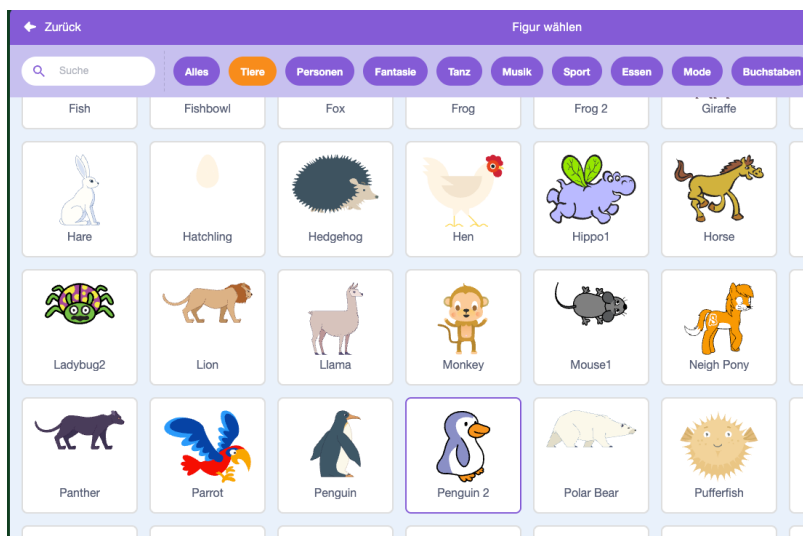 Zurück
Figur wählen
Suche
Alles
Tiere
Personen
Fantasie
Tanz
Musik
Sport
Essen
Mode
Buchstaben
Fish
Fishbowl
Fox
Frog
Frog 2
Giraffe
Hare
Hatchling
Hedgehog
Hen
Hippo1
Horse
Ladybug2
Lion
Llama
Monkey
Mouse1
Neigh Pony
Panther
Parrot
Penguin
Penguin 2
Polar Bear
Pufferfish